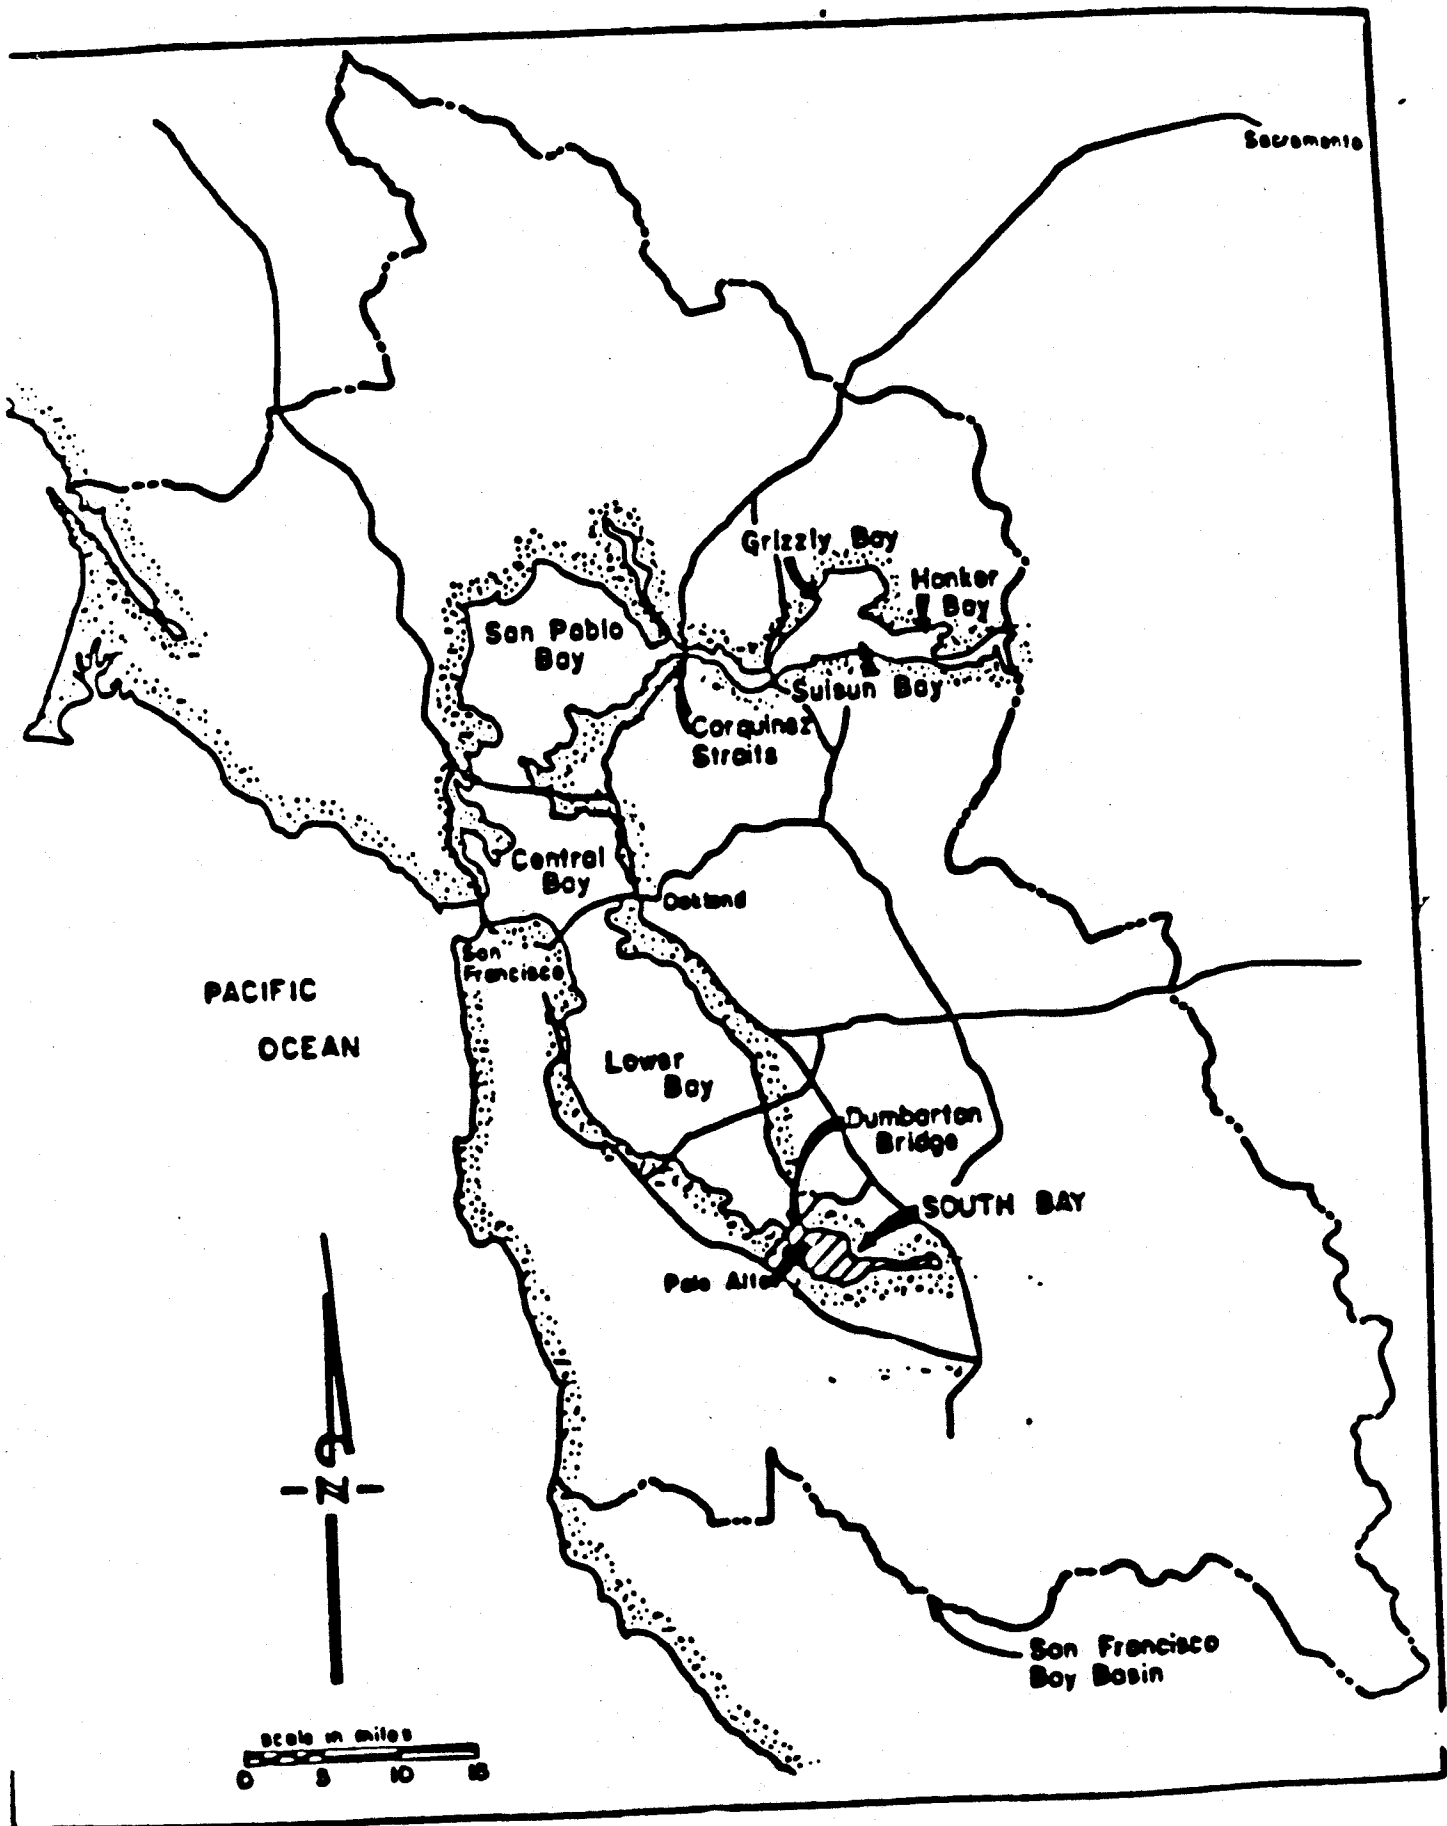 Sacramento
Grizzly Bay
Honker
Bay
San Pablo
Bay
Suisun Bay
Carquinez
Straits
Central
Bay
Oakland
San
Francisco
PACIFIC
OCEAN
Lower
Bay
Dumbarton
Bridge
SOUTH BAY
Palo Alto
N
San Francisco
Bay Basin
scale in miles
0 5 10 15